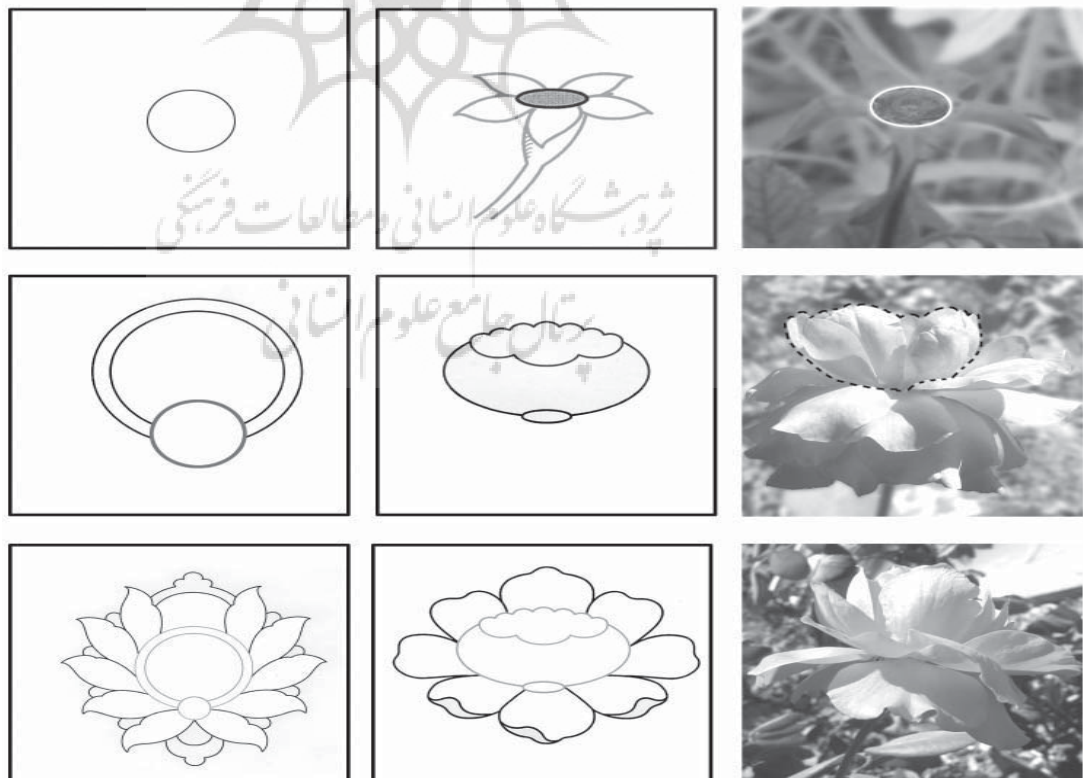 پژوهشگاه علوم انسانی و مطالعات فرهنگی
پرتال جامع علوم انسانی